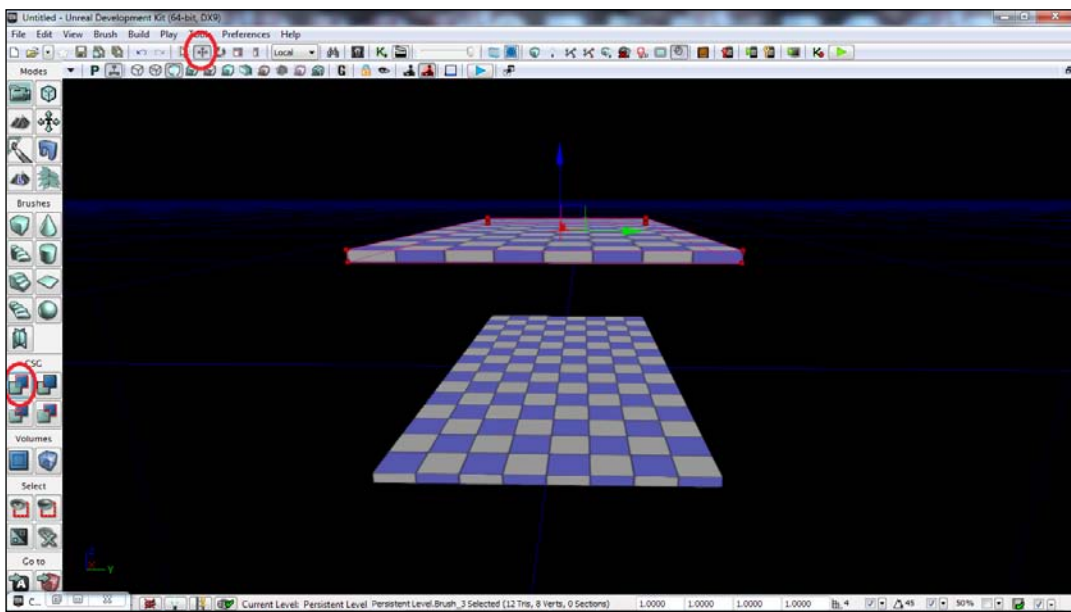 Untitled - Unreal Development Kit (64-bit, DX9)
File Edit View Brush Build Play Tools Preferences Help
Local
Modes
P
G
Brushes
CSG
Volumes
Select
Go to
Z
Y
C...
Current Level: Persistent Level PersistentLevel.Brush_3 Selected (12 Tris, 8 Verts, 0 Sections) 1.0000 1.0000 1.0000 1.0000 4 45 50%